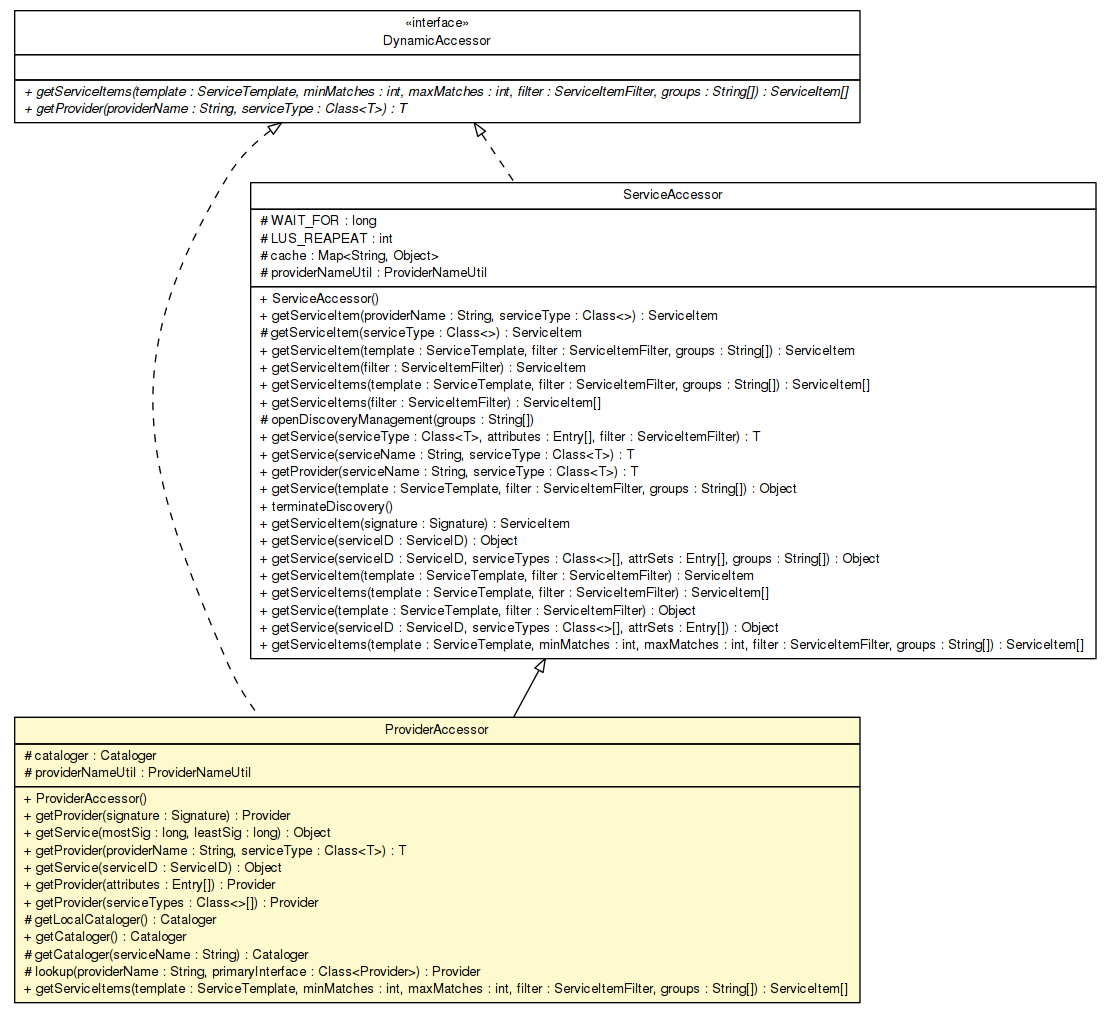 «interface»
DynamicAccessor
+ getServiceItems(template : ServiceTemplate, minMatches : int, maxMatches : int, filter : ServiceItemFilter, groups : String[]) : ServiceItem[]
+ getProvider(providerName : String, serviceType : Class<T>) : T
ServiceAccessor
# WAIT_FOR : long
# LUS_REAPEAT : int
# cache : Map<String, Object>
# providerNameUtil : ProviderNameUtil
+ ServiceAccessor()
+ getServiceItem(providerName : String, serviceType : Class<>) : ServiceItem
# getServiceItem(serviceType : Class<>) : ServiceItem
+ getServiceItem(template : ServiceTemplate, filter : ServiceItemFilter, groups : String[]) : ServiceItem
+ getServiceItem(filter : ServiceItemFilter) : ServiceItem
+ getServiceItems(template : ServiceTemplate, filter : ServiceItemFilter, groups : String[]) : ServiceItem[]
+ getServiceItems(filter : ServiceItemFilter) : ServiceItem[]
# openDiscoveryManagement(groups : String[])
+ getService(serviceType : Class<T>, attributes : Entry[], filter : ServiceItemFilter) : T
+ getService(serviceName : String, serviceType : Class<T>) : T
+ getProvider(serviceName : String, serviceType : Class<T>) : T
+ getService(template : ServiceTemplate, filter : ServiceItemFilter, groups : String[]) : Object
+ terminateDiscovery()
+ getServiceItem(signature : Signature) : ServiceItem
+ getService(serviceID : ServiceID) : Object
+ getService(serviceID : ServiceID, serviceTypes : Class<>[], attrSets : Entry[], groups : String[]) : Object
+ getServiceItem(template : ServiceTemplate, filter : ServiceItemFilter) : ServiceItem
+ getServiceItems(template : ServiceTemplate, filter : ServiceItemFilter) : ServiceItem[]
+ getService(template : ServiceTemplate, filter : ServiceItemFilter) : Object
+ getService(serviceID : ServiceID, serviceTypes : Class<>[], attrSets : Entry[]) : Object
+ getServiceItems(template : ServiceTemplate, minMatches : int, maxMatches : int, filter : ServiceItemFilter, groups : String[]) : ServiceItem[]
ProviderAccessor
# cataloger : Cataloger
# providerNameUtil : ProviderNameUtil
+ ProviderAccessor()
+ getProvider(signature : Signature) : Provider
+ getService(mostSig : long, leastSig : long) : Object
+ getProvider(providerName : String, serviceType : Class<T>) : T
+ getService(serviceID : ServiceID) : Object
+ getProvider(attributes : Entry[]) : Provider
+ getProvider(serviceTypes : Class<>[]) : Provider
# getLocalCataloger() : Cataloger
+ getCataloger() : Cataloger
# getCataloger(serviceName : String) : Cataloger
# lookup(providerName : String, primaryInterface : Class<Provider>) : Provider
+ getServiceItems(template : ServiceTemplate, minMatches : int, maxMatches : int, filter : ServiceItemFilter, groups : String[]) : ServiceItem[]